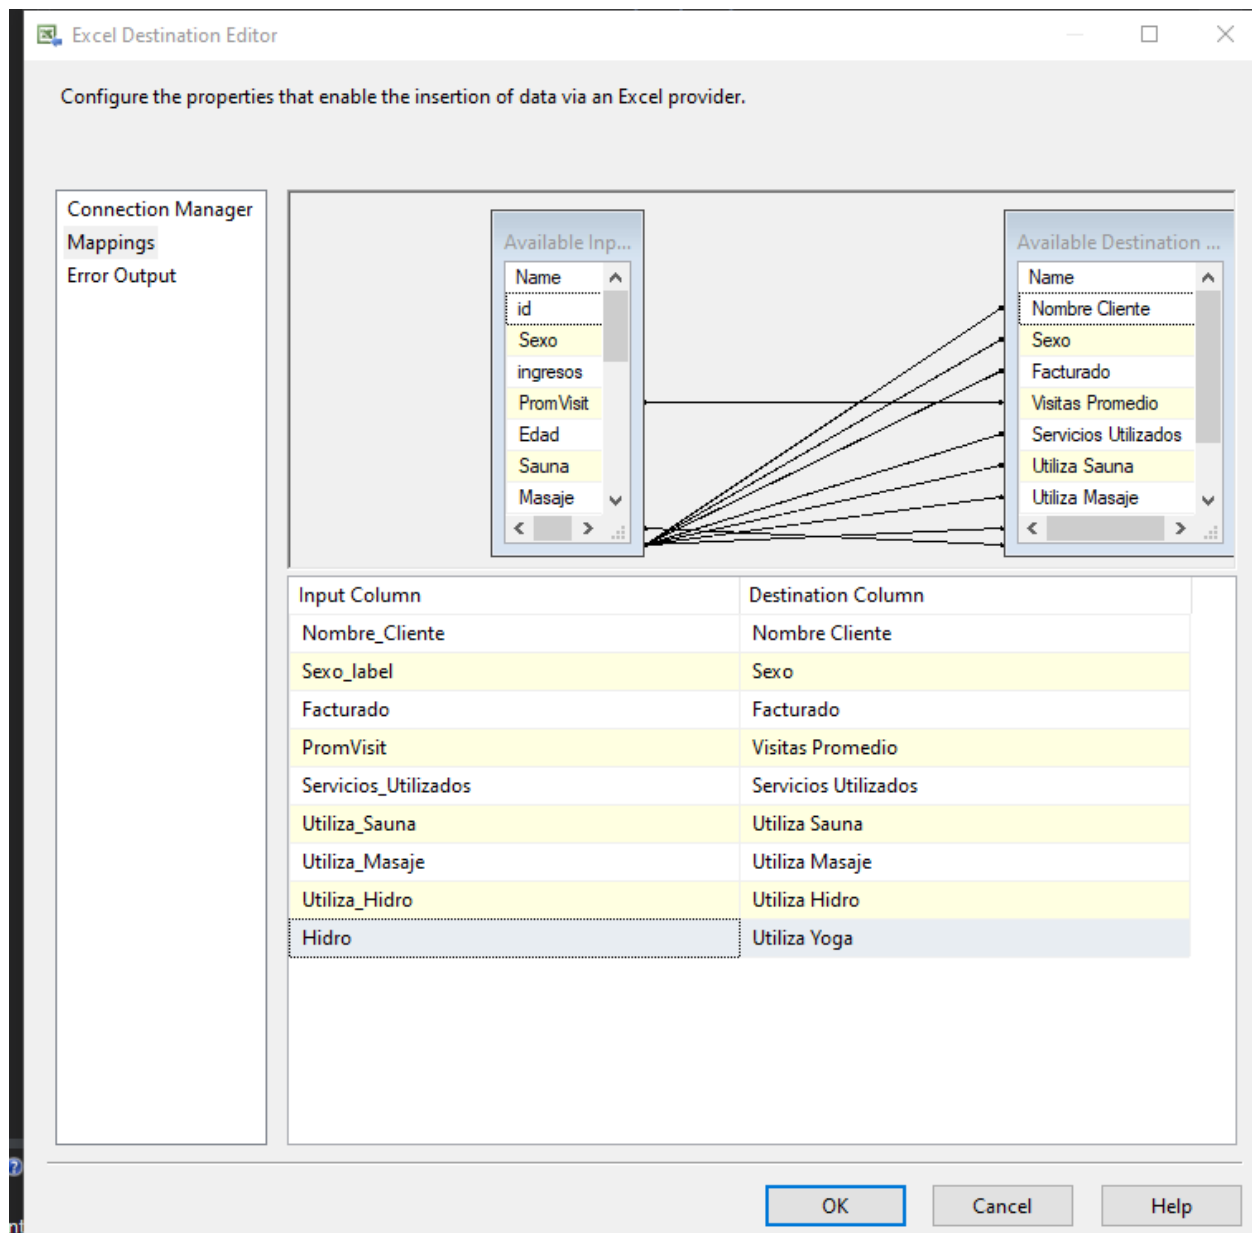 Excel Destination Editor
Configure the properties that enable the insertion of data via an Excel provider.
Connection Manager
Mappings
Error Output
Available Inp...
Name
id
Sexo
ingresos
PromVisit
Edad
Sauna
Masaje
Available Destination ...
Name
Nombre Cliente
Sexo
Facturado
Visitas Promedio
Servicios Utilizados
Utiliza Sauna
Utiliza Masaje
Input Column Destination Column
Nombre_Cliente Nombre Cliente
Sexo_label Sexo
Facturado Facturado
PromVisit Visitas Promedio
Servicios_Utilizados Servicios Utilizados
Utiliza_Sauna Utiliza Sauna
Utiliza_Masaje Utiliza Masaje
Utiliza_Hidro Utiliza Hidro
Hidro Utiliza Yoga
OK Cancel Help